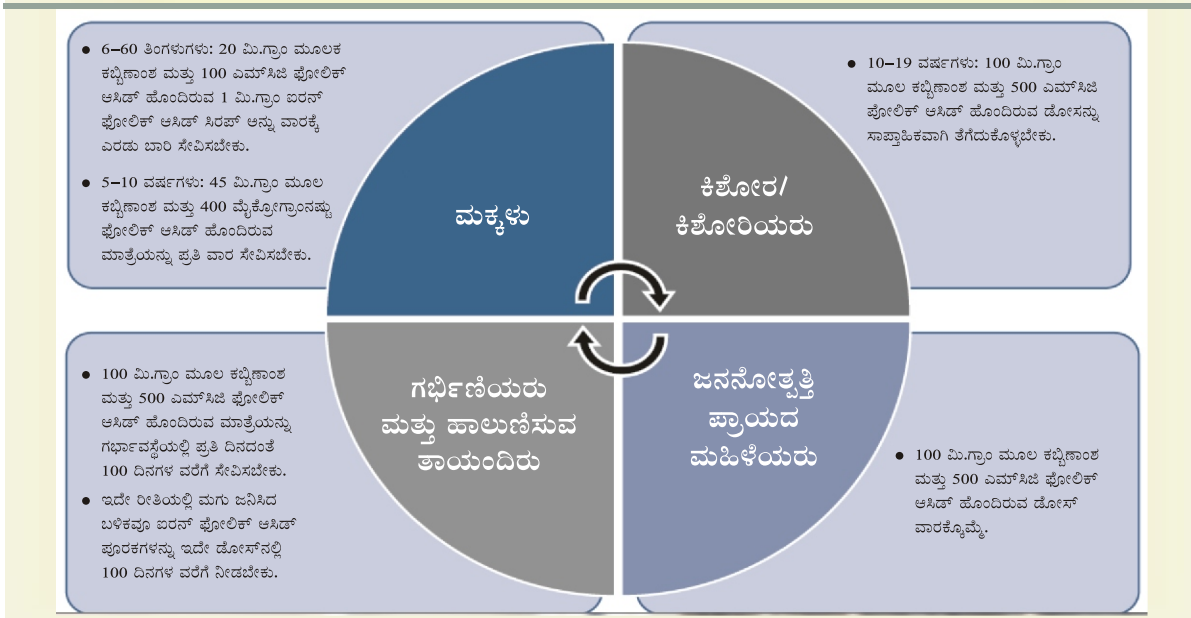 ● 6–60 ತಿಂಗಳುಗಳು: 20 ಮಿ.ಗ್ರಾಂ ಮೂಲಕ
ಕಬ್ಬಿಣಾಂಶ ಮತ್ತು 100 ಎಮ್‌ಸಿಜಿ ಫೋಲಿಕ್
ಆಸಿಡ್ ಹೊಂದಿರುವ 1 ಮಿ.ಗ್ರಾಂ ಐರನ್
ಫೋಲಿಕ್ ಆಸಿಡ್ ಸಿರಪ್ ಅನ್ನು ವಾರಕ್ಕೆ
ಎರಡು ಬಾರಿ ಸೇವಿಸಬೇಕು.
● 5–10 ವರ್ಷಗಳು: 45 ಮಿ.ಗ್ರಾಂ ಮೂಲ
ಕಬ್ಬಿಣಾಂಶ ಮತ್ತು 400 ಮೈಕ್ರೋಗ್ರಾಂನಷ್ಟು
ಫೋಲಿಕ್ ಆಸಿಡ್ ಹೊಂದಿರುವ
ಮಾತ್ರೆಯನ್ನು ಪ್ರತಿ ವಾರ ಸೇವಿಸಬೇಕು.
ಮಕ್ಕಳು
ಕಿಶೋರ/
ಕಿಶೋರಿಯರು
● 10–19 ವರ್ಷಗಳು: 100 ಮಿ.ಗ್ರಾಂ
ಮೂಲ ಕಬ್ಬಿಣಾಂಶ ಮತ್ತು 500 ಎಮ್‌ಸಿಜಿ
ಪೋಲಿಕ್ ಆಸಿಡ್ ಹೊಂದಿರುವ ಡೋಸನ್ನು
ಸಾಪ್ತಾಹಿಕವಾಗಿ ತೆಗೆದುಕೊಳ್ಳಬೇಕು.
● 100 ಮಿ.ಗ್ರಾಂ ಮೂಲ ಕಬ್ಬಿಣಾಂಶ
ಮತ್ತು 500 ಎಮ್‌ಸಿಜಿ ಫೋಲಿಕ್
ಆಸಿಡ್ ಹೊಂದಿರುವ ಮಾತ್ರೆಯನ್ನು
ಗರ್ಭಾವಸ್ಥೆಯಲ್ಲಿ ಪ್ರತಿ ದಿನದಂತೆ
100 ದಿನಗಳ ವರೆಗೆ ಸೇವಿಸಬೇಕು.
● ಇದೇ ರೀತಿಯಲ್ಲಿ ಮಗು ಜನಿಸಿದ
ಬಳಿಕವೂ ಐರನ್ ಫೋಲಿಕ್ ಆಸಿಡ್
ಪೂರಕಗಳನ್ನು ಇದೇ ಡೋಸ್‌ನಲ್ಲಿ
100 ದಿನಗಳ ವರೆಗೆ ನೀಡಬೇಕು.
ಗರ್ಭಿಣಿಯರು
ಮತ್ತು ಹಾಲುಣಿಸುವ
ತಾಯಂದಿರು
ಜನನೋತ್ಪತ್ತಿ
ಪ್ರಾಯದ
ಮಹಿಳೆಯರು
● 100 ಮಿ.ಗ್ರಾಂ ಮೂಲ ಕಬ್ಬಿಣಾಂಶ
ಮತ್ತು 500 ಎಮ್‌ಸಿಜಿ ಫೋಲಿಕ್
ಆಸಿಡ್ ಹೊಂದಿರುವ ಡೋಸ್
ವಾರಕ್ಕೊಮ್ಮೆ.